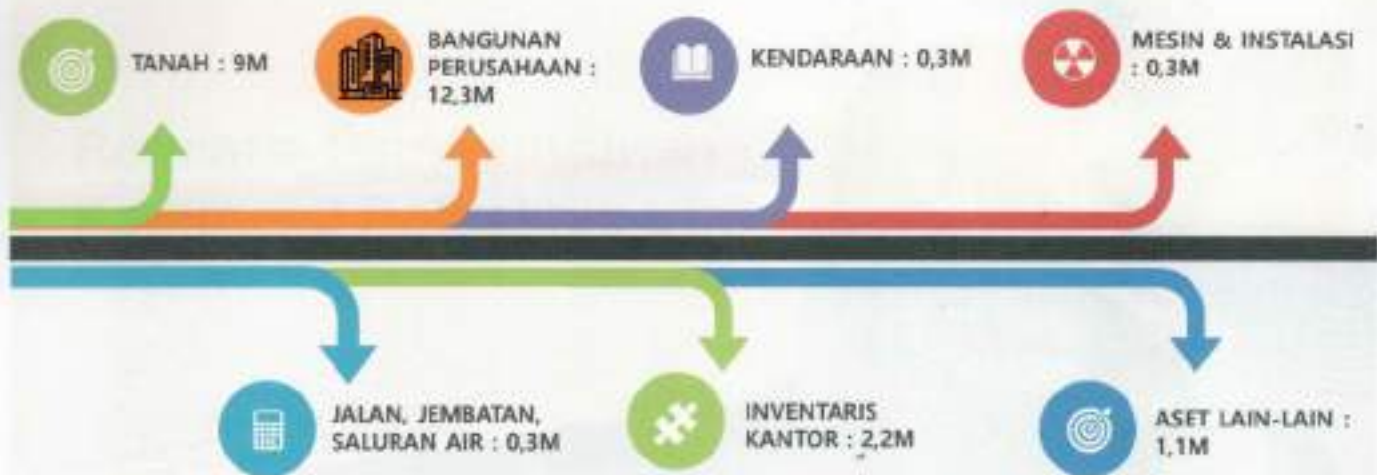 TANAH : 9M
BANGUNAN
PERUSAHAAN :
12,3M
KENDARAAN : 0,3M
MESIN & INSTALASI
: 0,3M
JALAN, JEMBATAN,
SALURAN AIR : 0,3M
INVENTARIS
KANTOR : 2,2M
ASET LAIN-LAIN :
1,1M